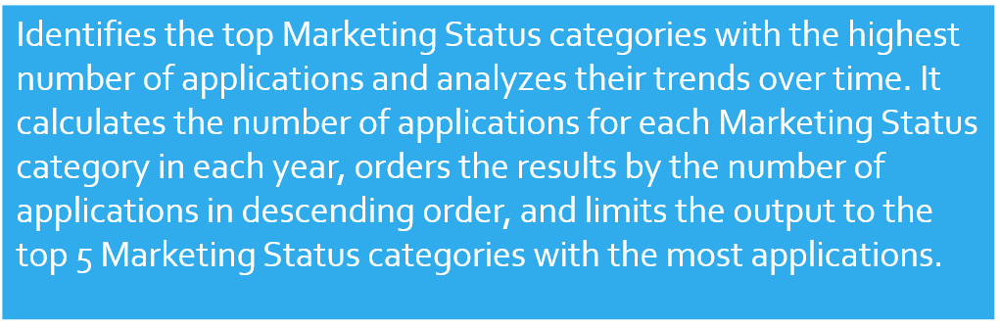 Identifies the top Marketing Status categories with the highest
number of applications and analyzes their trends over time. It
calculates the number of applications for each Marketing Status
category in each year, orders the results by the number of
applications in descending order, and limits the output to the
top 5 Marketing Status categories with the most applications.